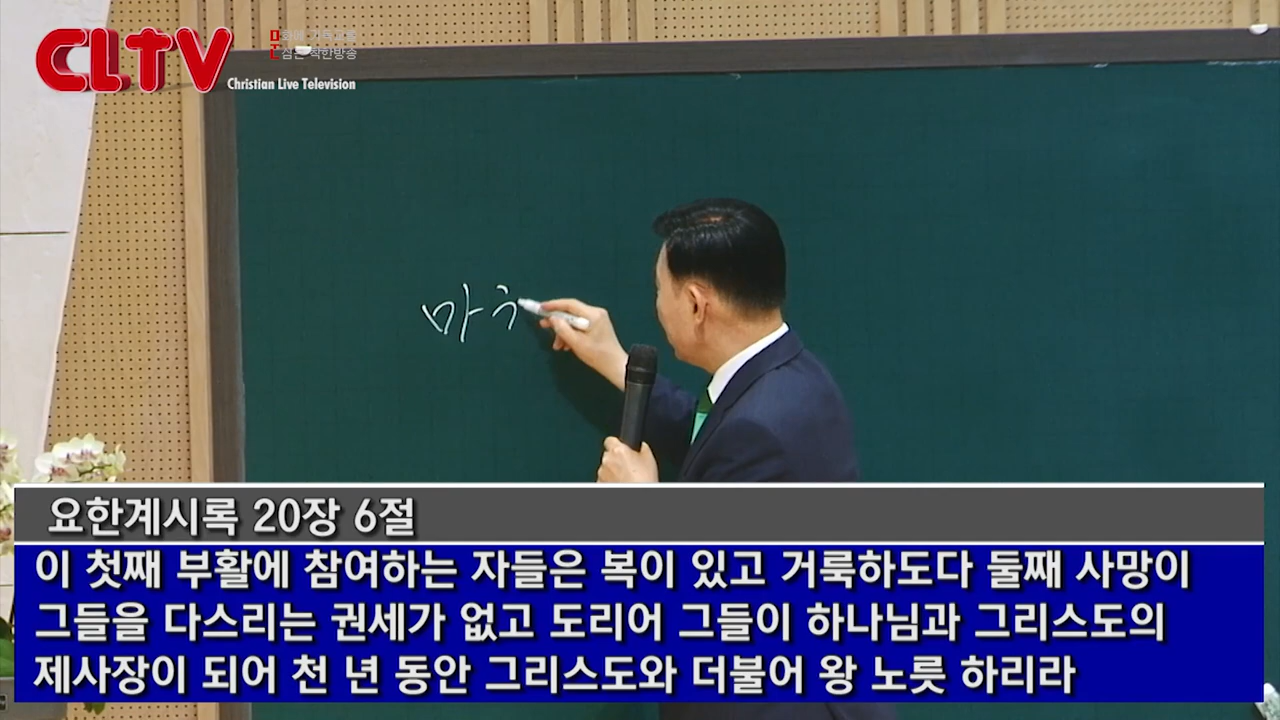 CLTV
Christian Live Television
마
요한계시록 20장 6절
이 첫째 부활에 참여하는 자들은 복이 있고 거룩하도다 둘째 사망이
그들을 다스리는 권세가 없고 도리어 그들이 하나님과 그리스도의
제사장이 되어 천 년 동안 그리스도와 더불어 왕 노릇 하리라